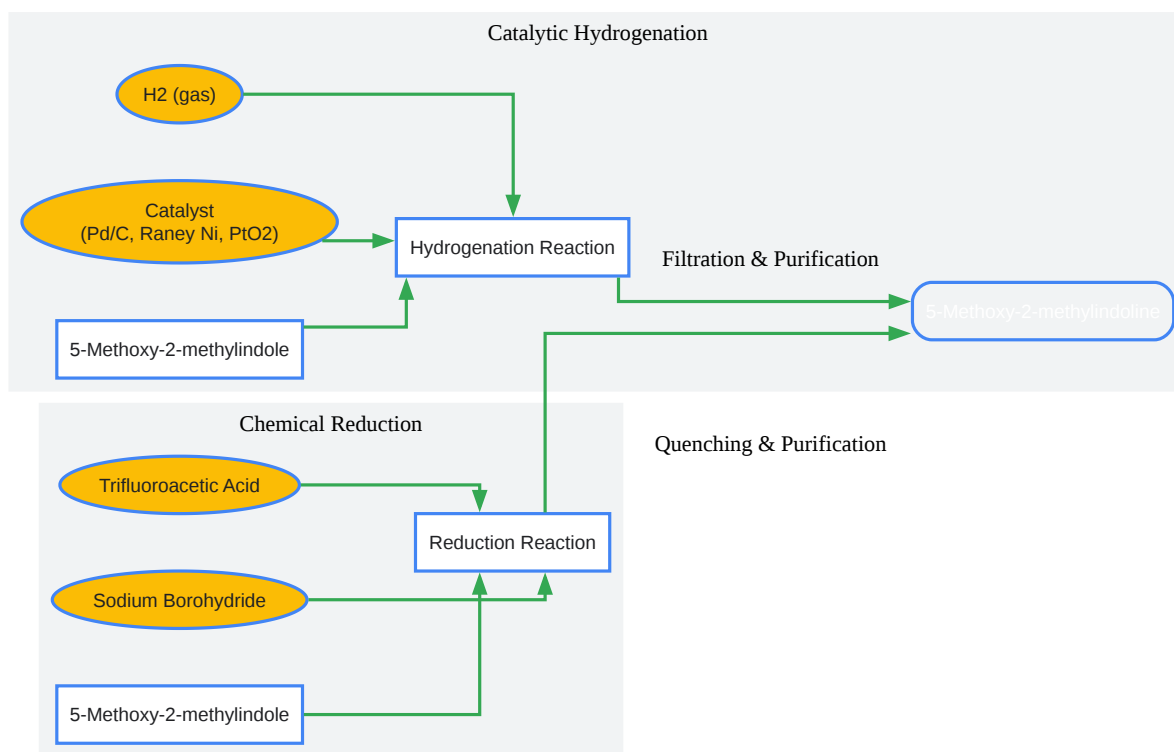 Catalytic Hydrogenation
H2 (gas)
Catalyst
(Pd/C, Raney Ni, PtO2)
Hydrogenation Reaction
Filtration & Purification
5-Methoxy-2-methylindoline
5-Methoxy-2-methylindole
Chemical Reduction
Quenching & Purification
Trifluoroacetic Acid
Reduction Reaction
Sodium Borohydride
5-Methoxy-2-methylindole